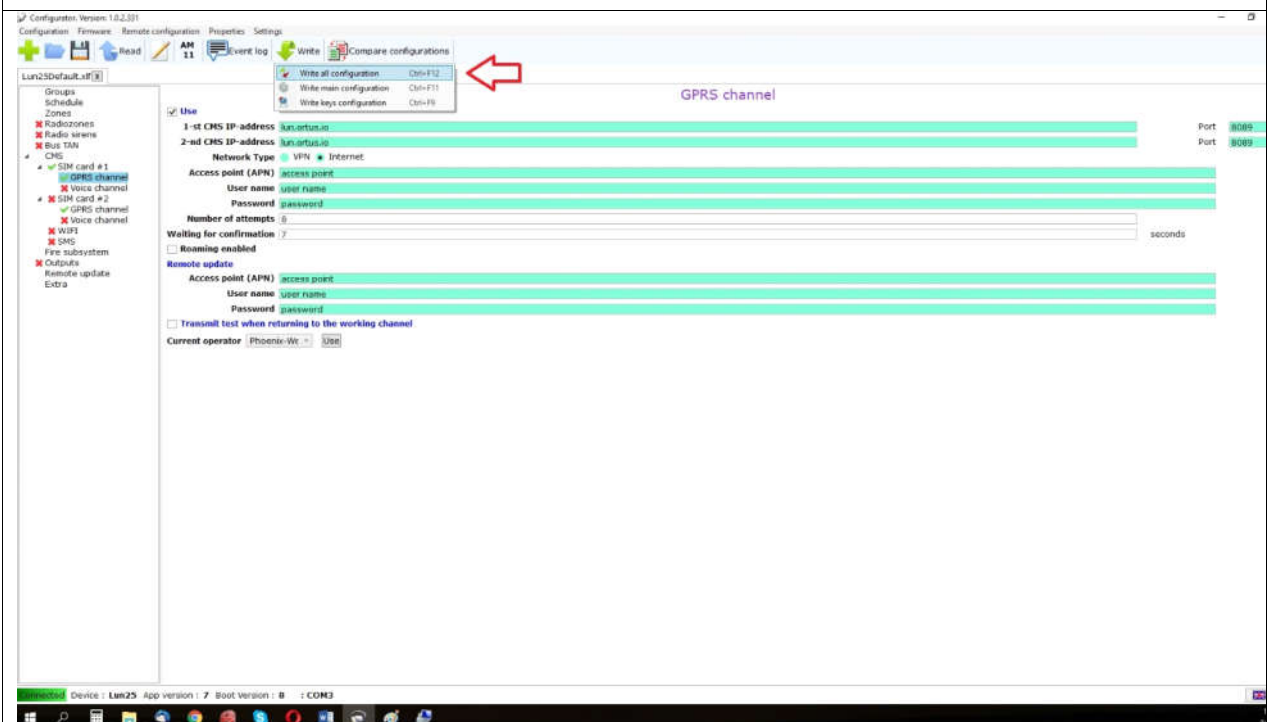 Configurator. Version: 1.0.2.331
Configuration Firmware Remote configuration Properties Settings
Read AM 11 Event log Write Compare configurations
Lun25Default.xlf
Write all configuration Ctrl+F12
Write main configuration Ctrl+F11
Write keys configuration Ctrl+F9
Groups
Schedule
Zones
Radiozones
Radio sirens
Bus TAN
CMS
SIM card #1
GPRS channel
Voice channel
SIM card #2
GPRS channel
Voice channel
WIFI
SMS
Fire subsystem
Outputs
Remote update
Extra
GPRS channel
Use
1-st CMS IP-address lun.ortus.io Port 8089
2-nd CMS IP-address lun.ortus.io Port 8089
Network Type VPN Internet
Access point (APN) access point
User name user name
Password password
Number of attempts 6
Waiting for confirmation 7 seconds
Roaming enabled
Remote update
Access point (APN) access point
User name user name
Password password
Transmit test when returning to the working channel
Current operator Phoenix-We Use
Connected Device : Lun25 App version : 7 Boot Version : 8 : COM3